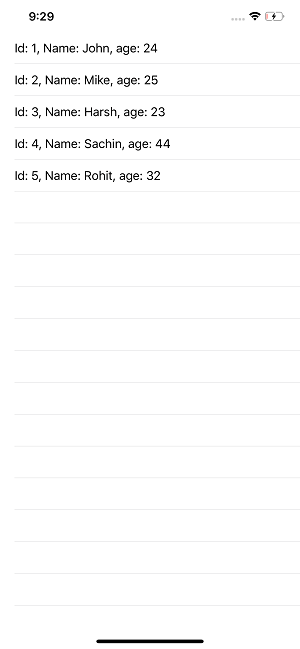 9:29
Id: 1, Name: John, age: 24
Id: 2, Name: Mike, age: 25
Id: 3, Name: Harsh, age: 23
Id: 4, Name: Sachin, age: 44
Id: 5, Name: Rohit, age: 32